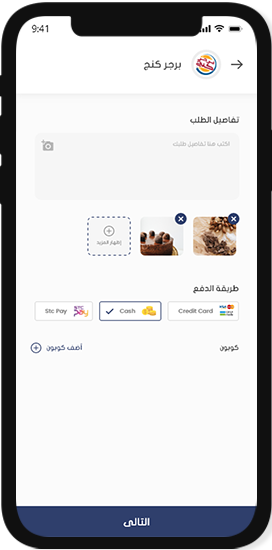 9:41
برجر كنج
تفاصيل الطلب
اكتب هنا تفاصيل طلبك
إظهار المزيد
طريقة الدفع
Credit Card
Cash
Stc Pay
كوبون
أضف كوبون
التالى